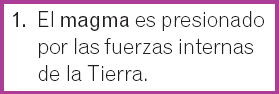 1. El magma es presionado
por las fuerzas internas
de la Tierra.